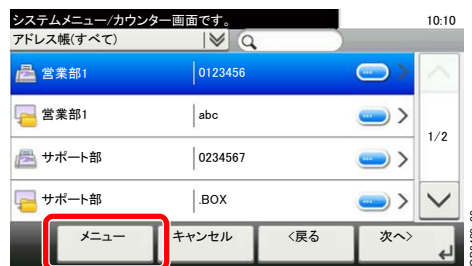 システムメニュー/カウンター画面です。 10:10
アドレス帳(すべて)
営業部1 0123456
営業部1 abc
1/2
サポート部 0234567
サポート部 .BOX
メニュー キャンセル <戻る 次へ>